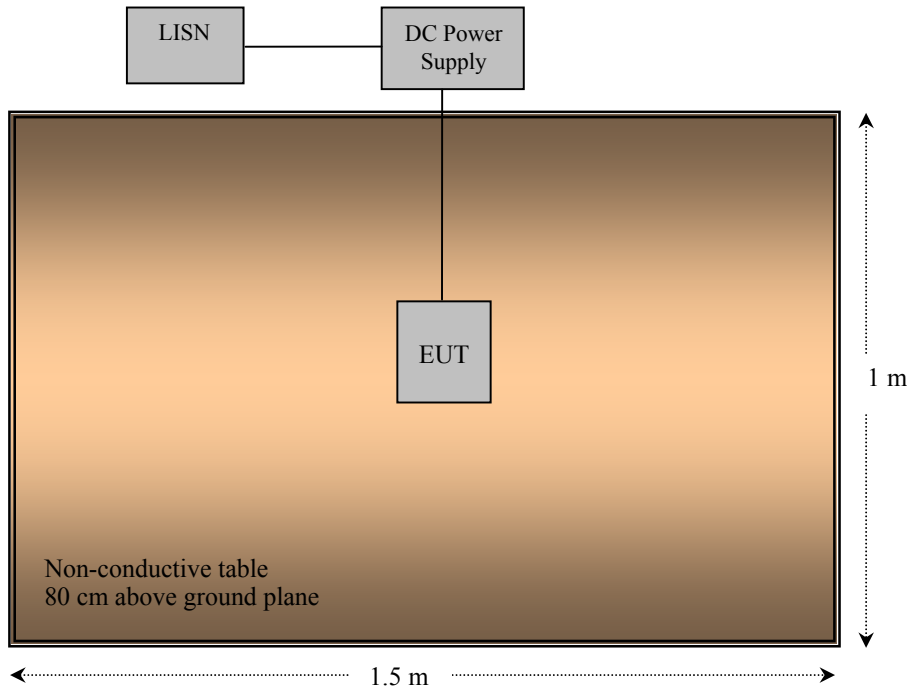 LISN
DC Power
Supply
EUT
1 m
Non-conductive table
80 cm above ground plane
1.5 m